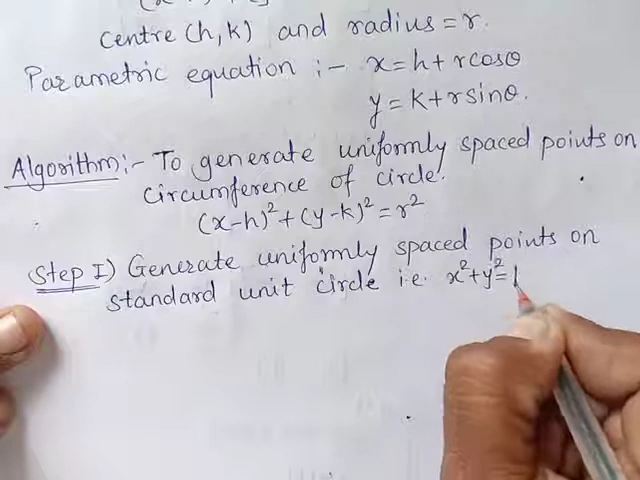 centre (h, k) and radius = r.
Parametric equation :- x = h + r cosθ
y = k + r sinθ.
Algorithm :- To generate uniformly spaced points on
circumference of circle.
(x-h)² + (y-k)² = r²
Step I) Generate uniformly spaced points on
standard unit circle i.e. x² + y² = 1